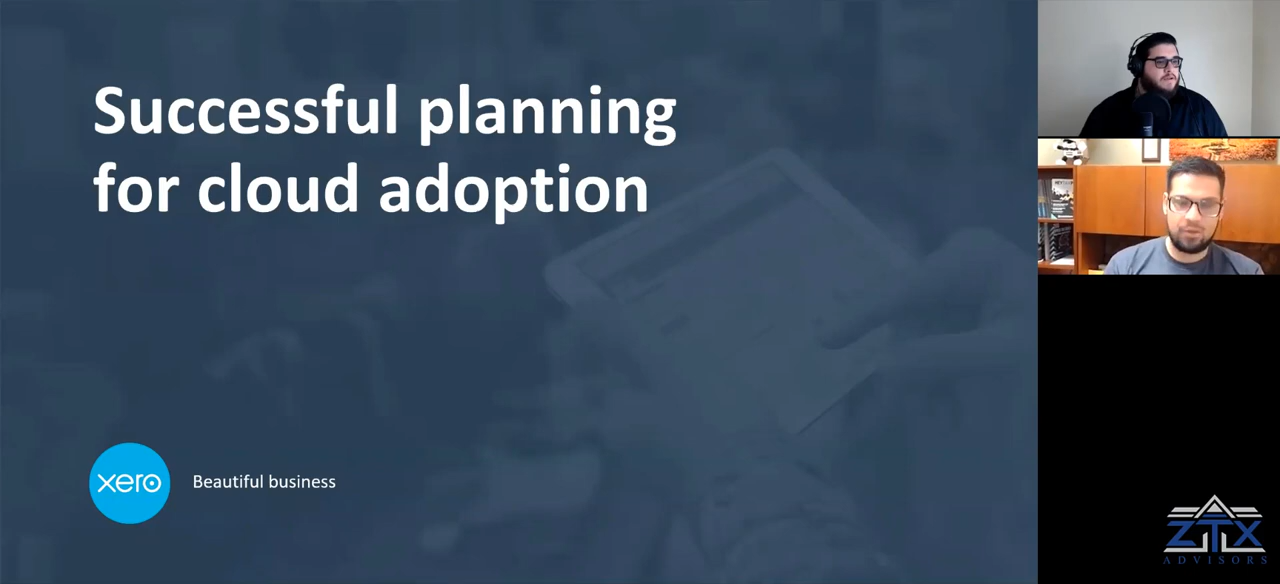 Successful planning
for cloud adoption
xero
Beautiful business
ZTX
ADVISORS